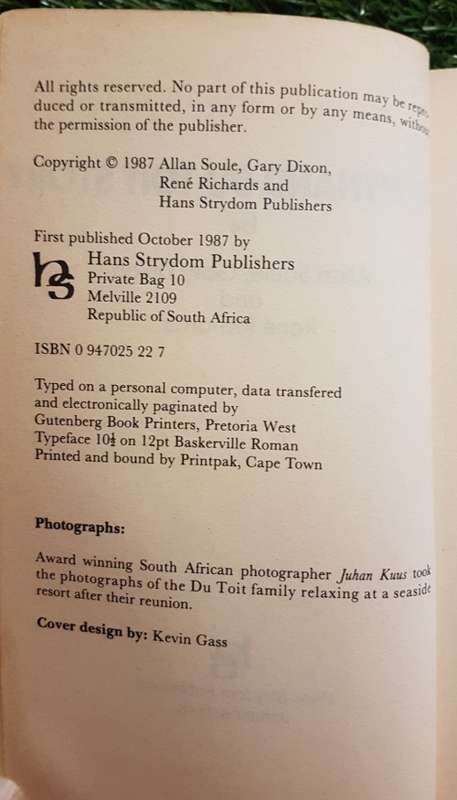 All rights reserved. No part of this publication may be repro-
duced or transmitted, in any form or by any means, without
the permission of the publisher.
Copyright © 1987 Allan Soule, Gary Dixon,
René Richards and
Hans Strydom Publishers
First published October 1987 by
hs
Hans Strydom Publishers
Private Bag 10
Melville 2109
Republic of South Africa
ISBN 0 947025 22 7
Typed on a personal computer, data transfered
and electronically paginated by
Gutenberg Book Printers, Pretoria West
Typeface 10½ on 12pt Baskerville Roman
Printed and bound by Printpak, Cape Town
Photographs:
Award winning South African photographer Juhan Kuus took
the photographs of the Du Toit family relaxing at a seaside
resort after their reunion.
Cover design by: Kevin Gass